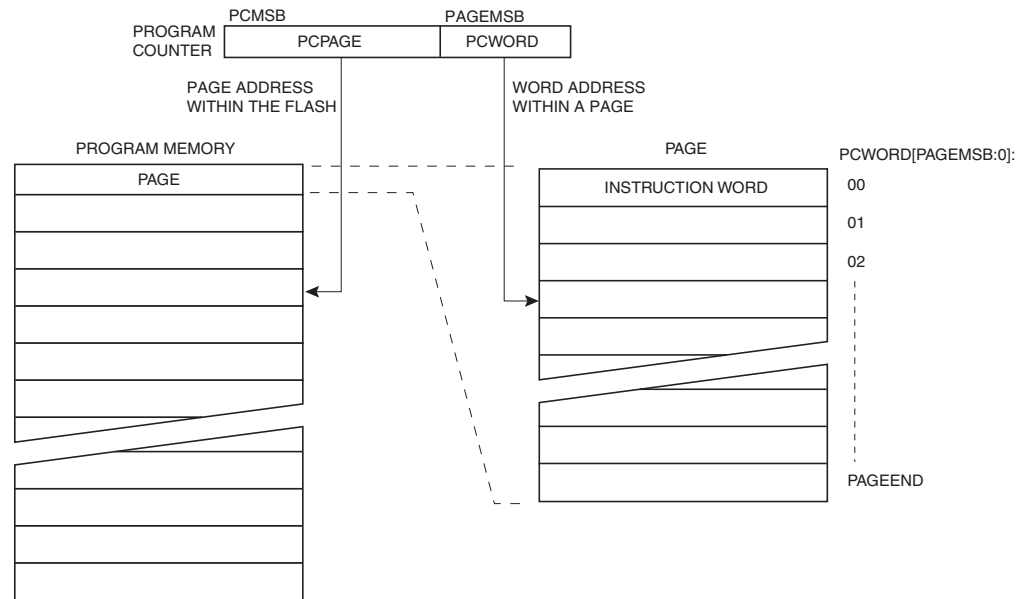 PCMSB
PAGEMSB
PROGRAM
COUNTER
PCPAGE
PCWORD
PAGE ADDRESS
WITHIN THE FLASH
WORD ADDRESS
WITHIN A PAGE
PROGRAM MEMORY
PAGE
PAGE
INSTRUCTION WORD
PCWORD[PAGEMSB:0]:
00
01
02
PAGEEND